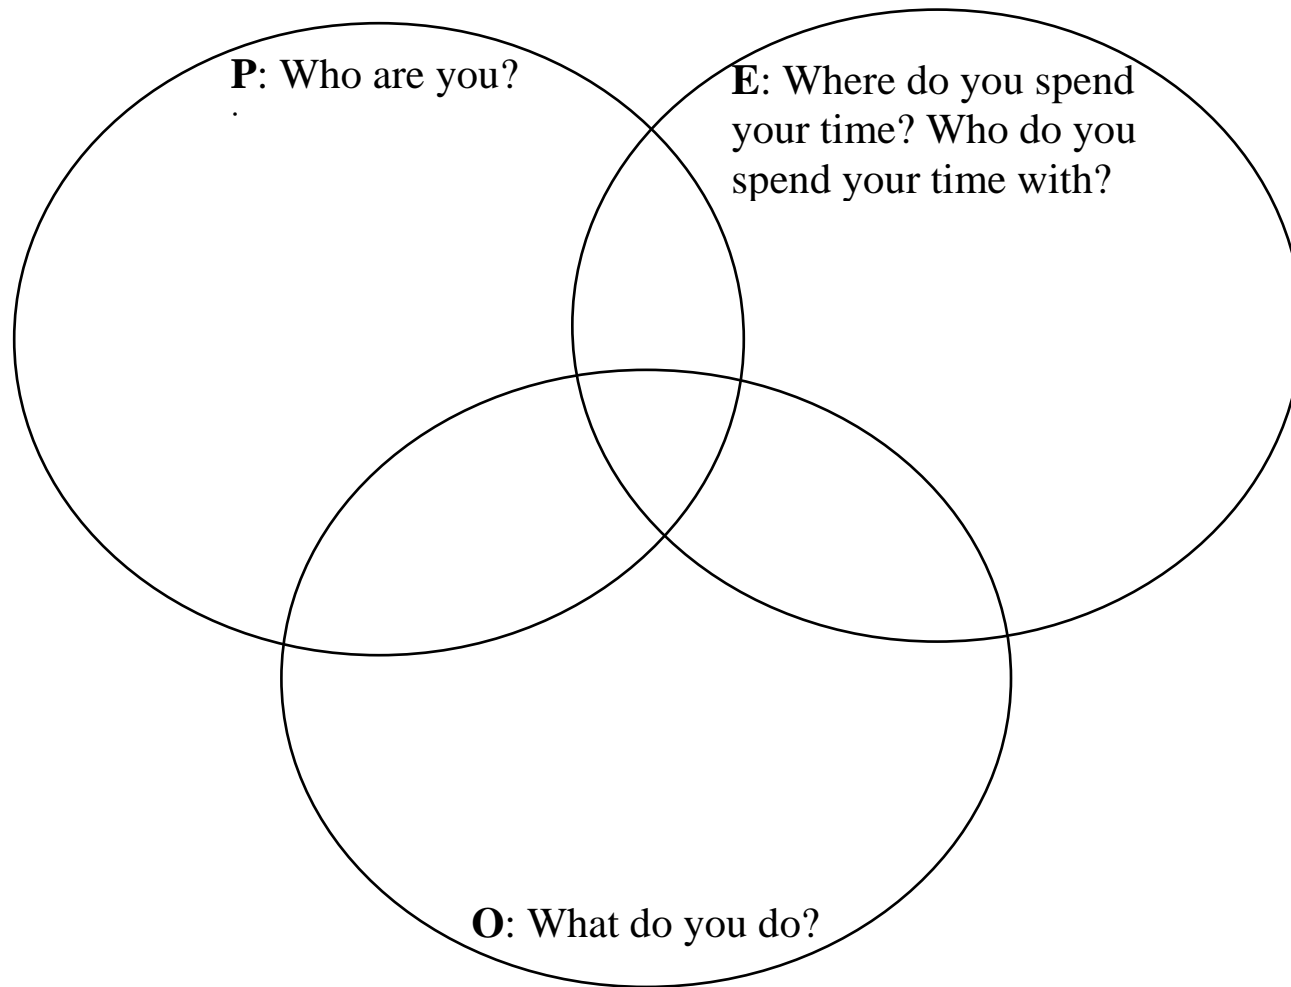 P: Who are you?
.
E: Where do you spend
your time? Who do you
spend your time with?
O: What do you do?